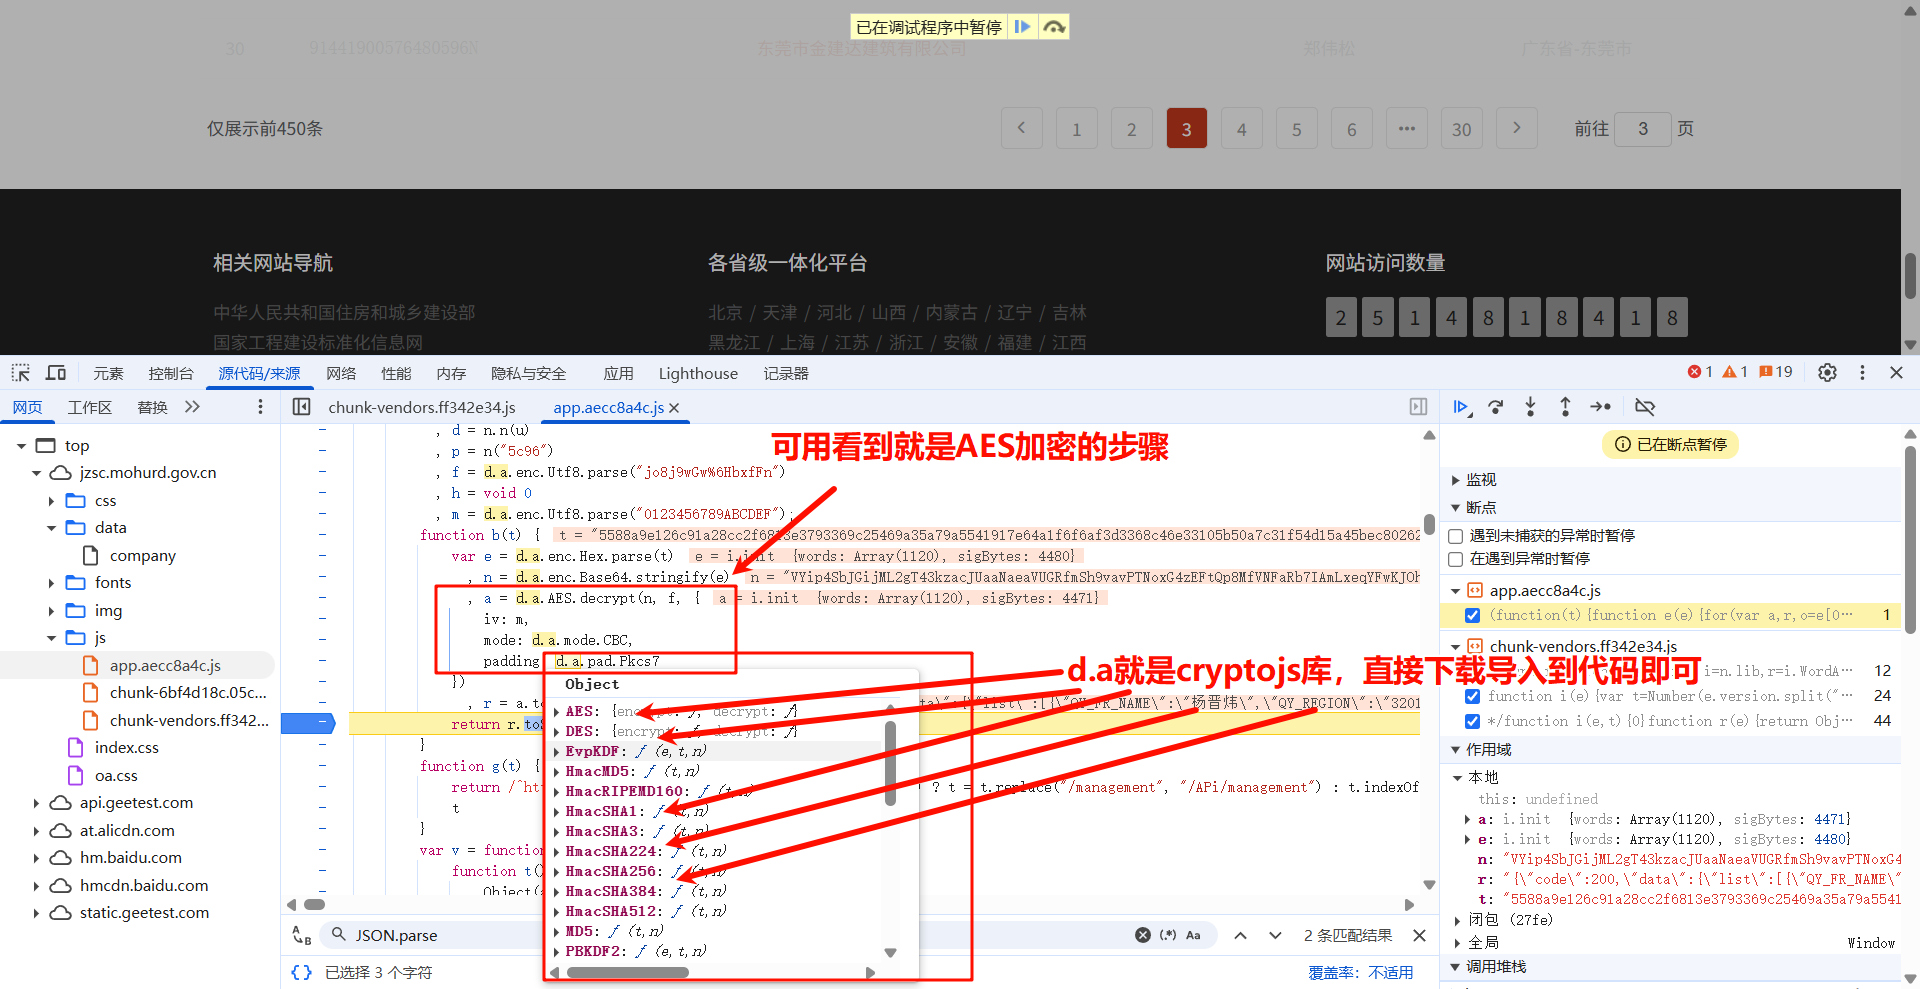 已在调试程序中暂停
30 91441900576480596N 东莞市金建达建筑有限公司 郑伟松 广东省-东莞市
仅展示前450条
1 2 3 4 5 6 ••• 30 前往 3 页
相关网站导航 各省级一体化平台 网站访问数量
中华人民共和国住房和城乡建设部 北京 / 天津 / 河北 / 山西 / 内蒙古 / 辽宁 / 吉林 2 5 1 4 8 1 8 4 1 8
国家工程建设标准化信息网 黑龙江 / 上海 / 江苏 / 浙江 / 安徽 / 福建 / 江西
元素 控制台 源代码/来源 网络 性能 内存 隐私与安全 应用 Lighthouse 记录器 1 1 19
网页 工作区 替换 chunk-vendors.ff342e34.js app.aecc8a4c.js
top
jzsc.mohurd.gov.cn
css
data
company
fonts
img
js
app.aecc8a4c.js
chunk-6bf4d18c.05c...
chunk-vendors.ff342...
index.css
oa.css
api.geetest.com
at.alicdn.com
hm.baidu.com
hmcdn.baidu.com
static.geetest.com
, d = n.n(u)
, p = n("5c96")
, f = d.a.enc.Utf8.parse("jo8j9wGw%6HbxfFn")
, h = void 0
, m = d.a.enc.Utf8.parse("0123456789ABCDEF");
function b(t) { t = "5588a9e126c91a28cc2f6813e3793369c25469a35a79a5541917e64a1f6f6af3d3368c46e33105b50a7c31f54d15a45bec80262
var e = d.a.enc.Hex.parse(t) e = i.init {words: Array(1120), sigBytes: 4480}
, n = d.a.enc.Base64.stringify(e) n = "VYip4SbJGijML2gT43kzacJUaaNaeaVUGRfmSh9vavPTNoxG4zEFtQp8MfVNFaRb7IAmLxeqYFwKJOh
, a = d.a.AES.decrypt(n, f, { a = i.init {words: Array(1120), sigBytes: 4471}
iv: m,
mode: d.a.mode.CBC,
padding d.a.pad.Pkcs7
})
, r = a.to ta\":{\"list\":[{\"QY_FR_NAME\":\"杨晋炜\",\"QY_REGION\":\"3201
return r.toS
}
function g(t) {
return /^ht ? t = t.replace("/management", "/APi/management") : t.indexOf
t
}
var v = function
function t()
Object(
可用看到就是AES加密的步骤
d.a就是cryptojs库，直接下载导入到代码即可
Object
AES: {encrypt: ƒ, decrypt: ƒ}
DES: {encrypt: ƒ, decrypt: ƒ}
EvpKDF: ƒ (e,t,n)
HmacMD5: ƒ (t,n)
HmacRIPEMD160: ƒ (t,n)
HmacSHA1: ƒ (t,n)
HmacSHA3: ƒ (t,n)
HmacSHA224: ƒ (t,n)
HmacSHA256: ƒ (t,n)
HmacSHA384: ƒ (t,n)
HmacSHA512: ƒ (t,n)
MD5: ƒ (t,n)
PBKDF2: ƒ (e,t,n)
JSON.parse (.*) Aa 2 条匹配结果
{} 已选择 3 个字符 覆盖率：不适用
已在断点暂停
监视
断点
遇到未捕获的异常时暂停
在遇到异常时暂停
app.aecc8a4c.js
(function(t){function e(e){for(var a,r,o=e[0… 1
chunk-vendors.ff342e34.js
i=n.lib,r=i.WordA… 12
function i(e){var t=Number(e.version.split("… 24
*/function i(e,t){0}function r(e){return Obj… 44
作用域
本地
this: undefined
a: i.init {words: Array(1120), sigBytes: 4471}
e: i.init {words: Array(1120), sigBytes: 4480}
n: "VYip4SbJGijML2gT43kzacJUaaNaeaVUGRfmSh9vavPTNoxG4
r: "{\"code\":200,\"data\":{\"list\":[{\"QY_FR_NAME\"
t: "5588a9e126c91a28cc2f6813e3793369c25469a35a79a5541
闭包 (27fe)
全局 Window
调用堆栈